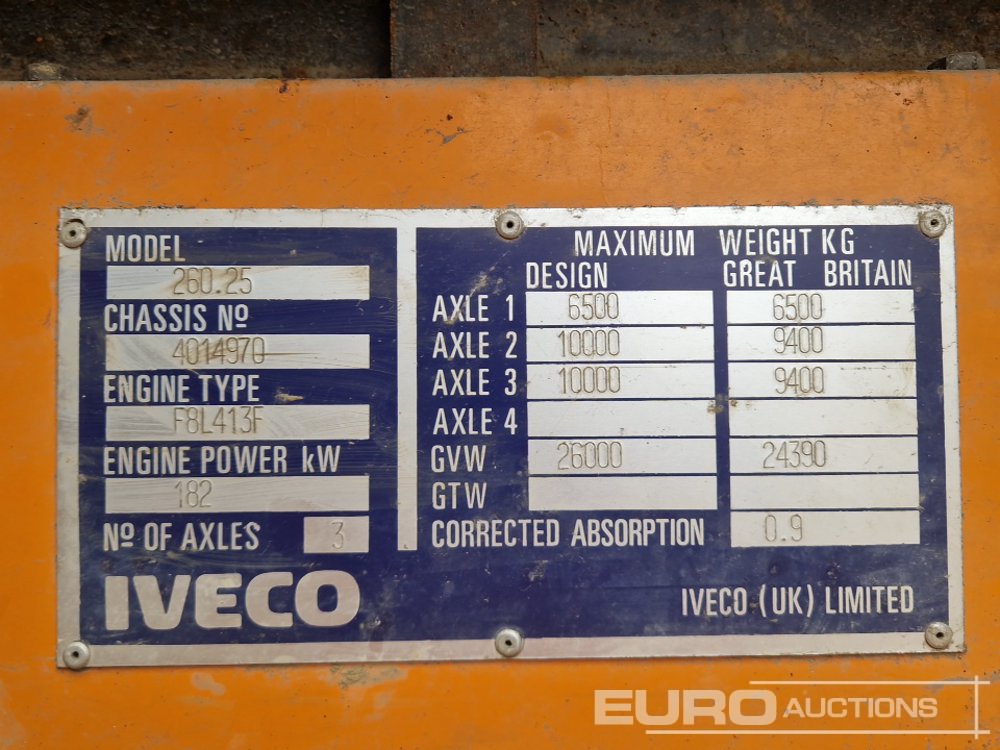 MODEL
260.25
CHASSIS Nº
4014970
ENGINE TYPE
F8L413F
ENGINE POWER kW
182
Nº OF AXLES 3
IVECO
MAXIMUM WEIGHT KG
DESIGN GREAT BRITAIN
AXLE 1 6500 6500
AXLE 2 10000 9400
AXLE 3 10000 9400
AXLE 4
GVW 26000 24390
GTW
CORRECTED ABSORPTION 0.9
IVECO (UK) LIMITED
EURO AUCTIONS